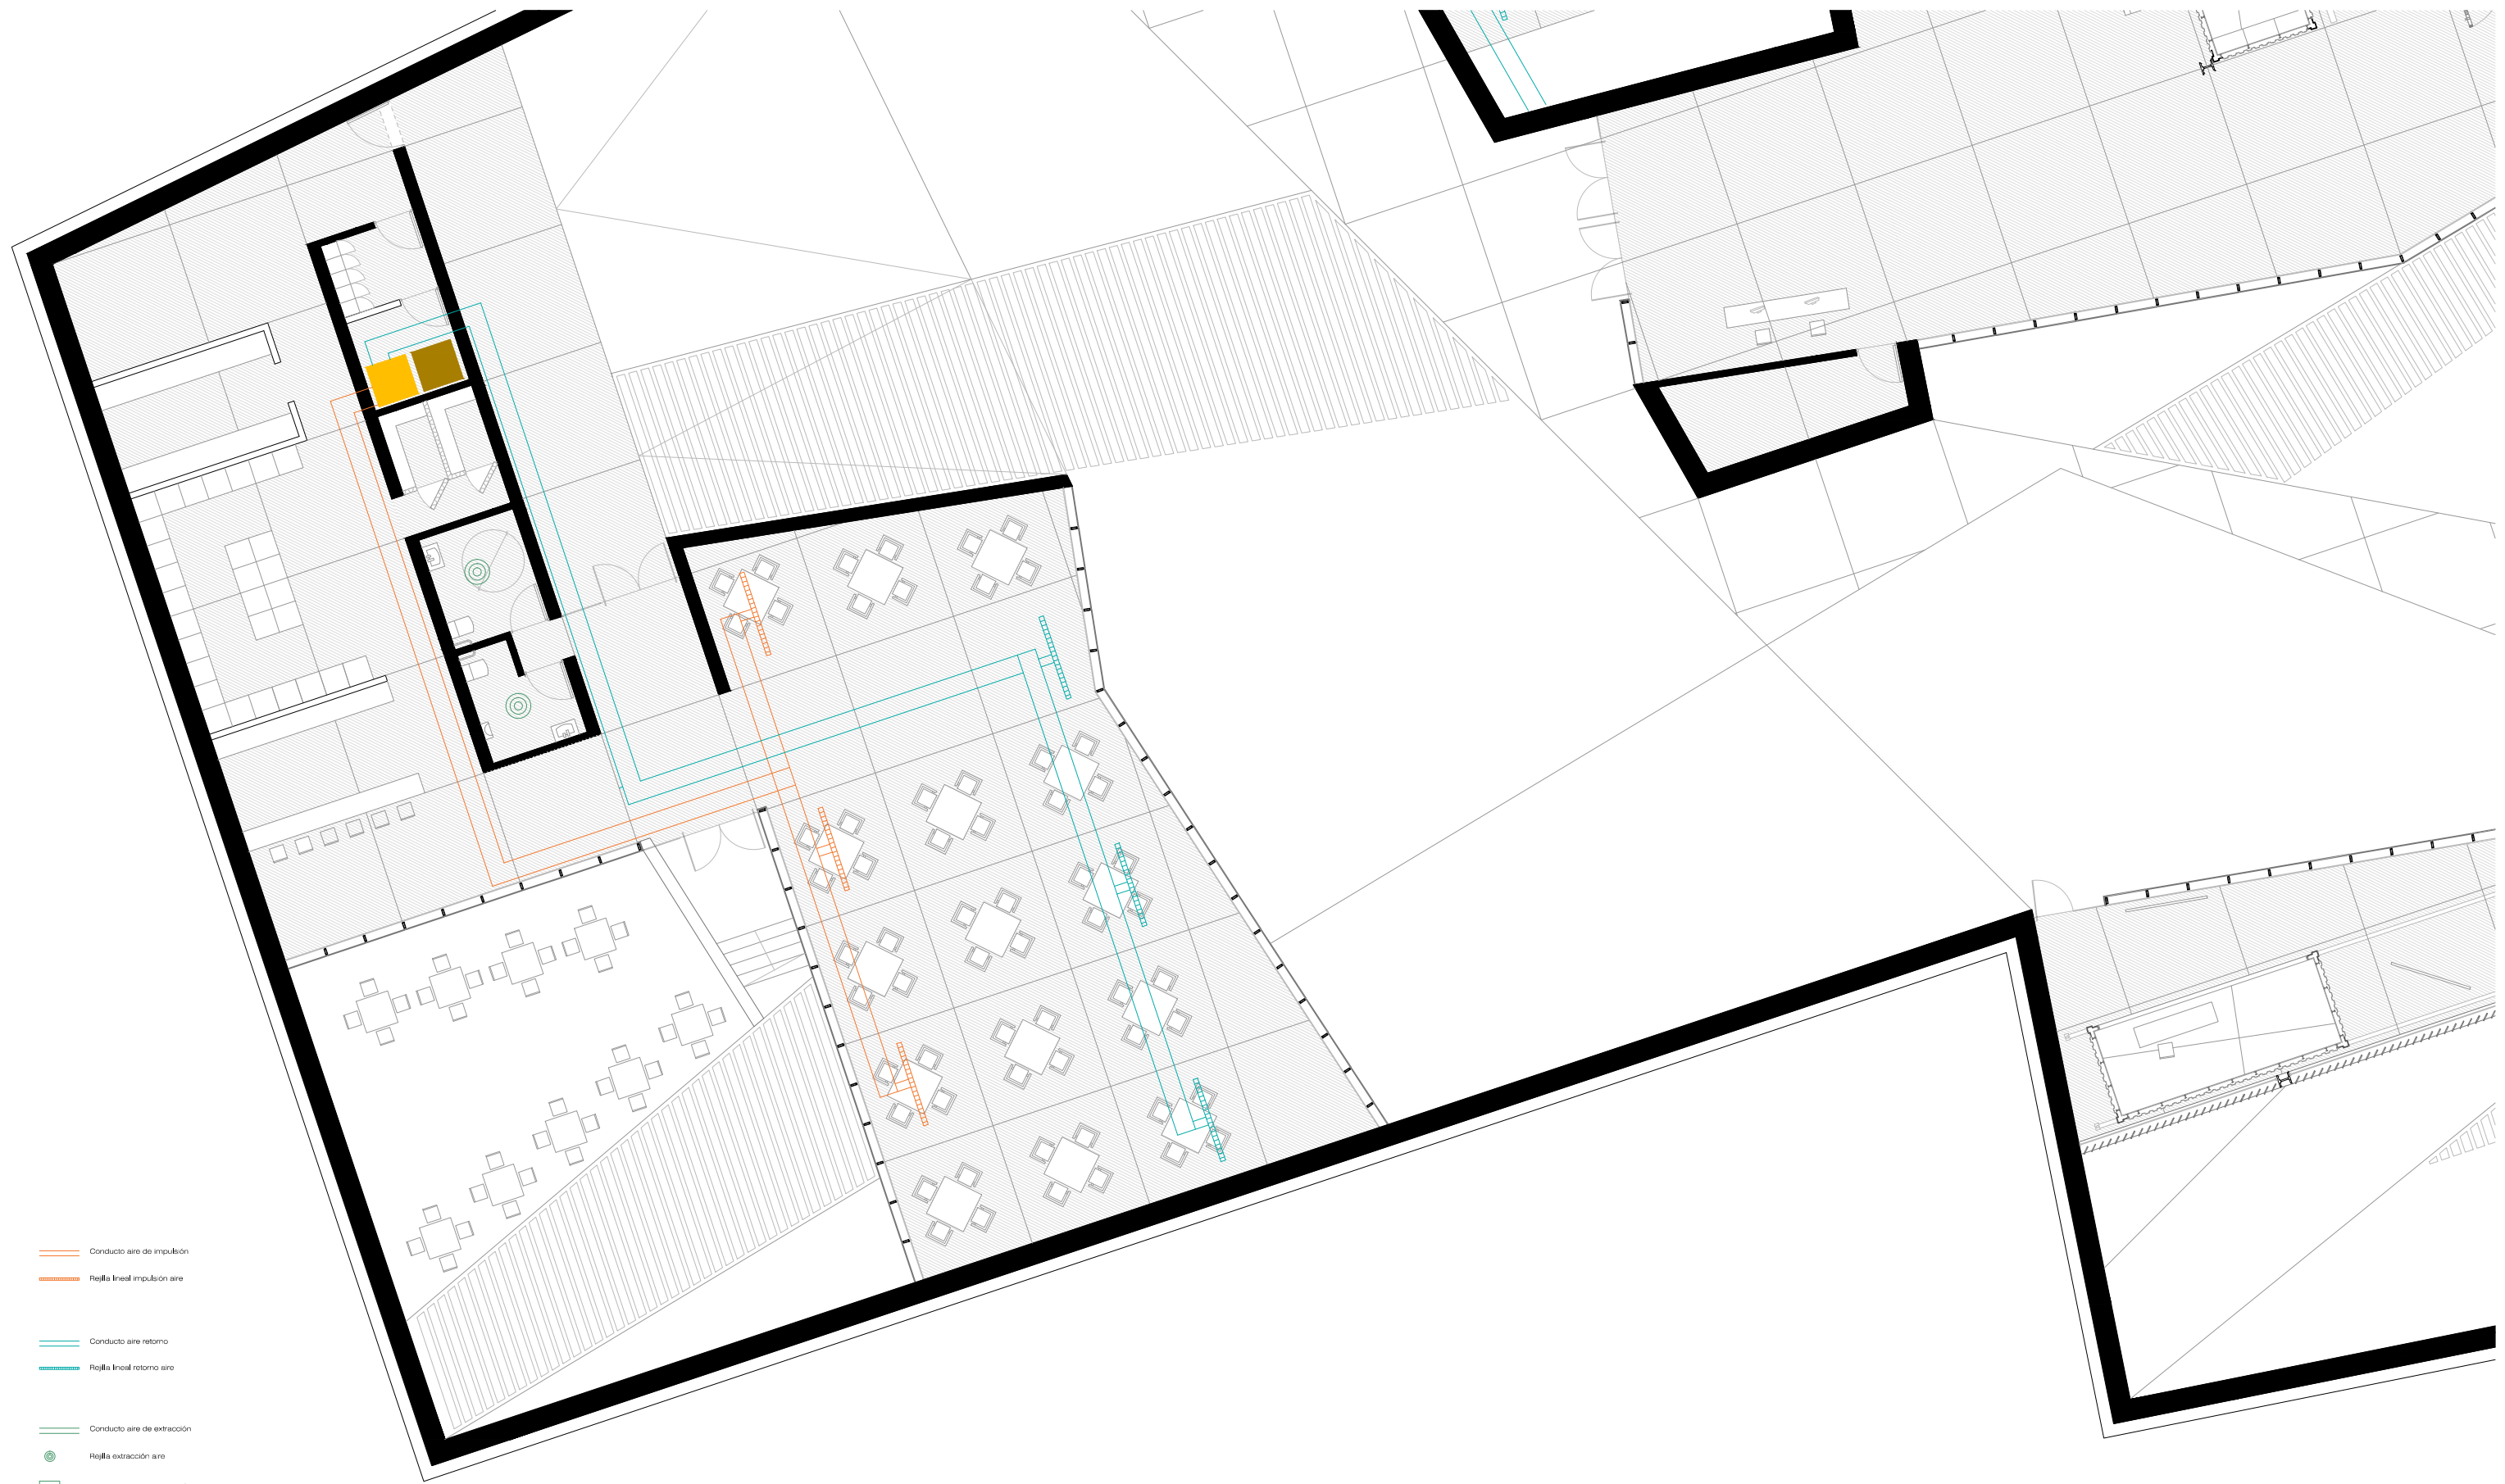 Conducto aire de impulsión
Rejilla lineal impulsión aire
Conducto aire retorno
Rejilla lineal retorno aire
Conducto aire de extracción
Rejilla extracción aire